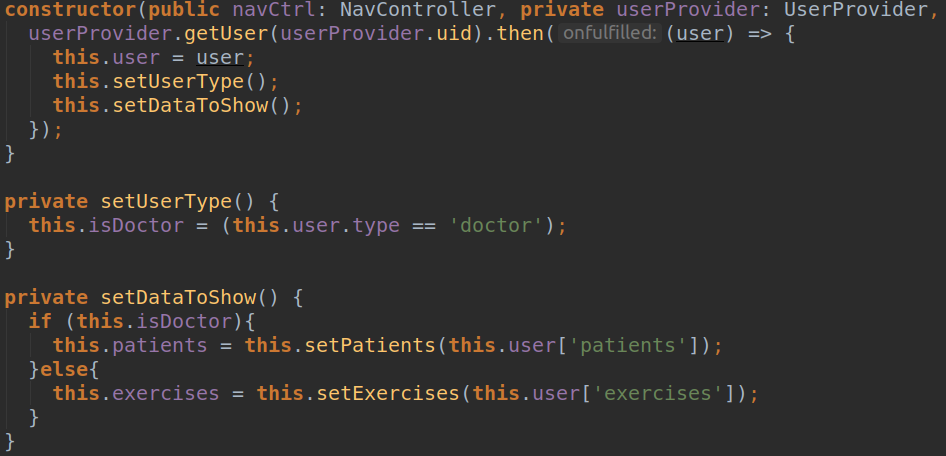 constructor(public navCtrl: NavController, private userProvider: UserProvider,
  userProvider.getUser(userProvider.uid).then( onfulfilled: (user) => {
    this.user = user;
    this.setUserType();
    this.setDataToShow();
  });
}

private setUserType() {
  this.isDoctor = (this.user.type == 'doctor');
}

private setDataToShow() {
  if (this.isDoctor){
    this.patients = this.setPatients(this.user['patients']);
  }else{
    this.exercises = this.setExercises(this.user['exercises']);
  }
}